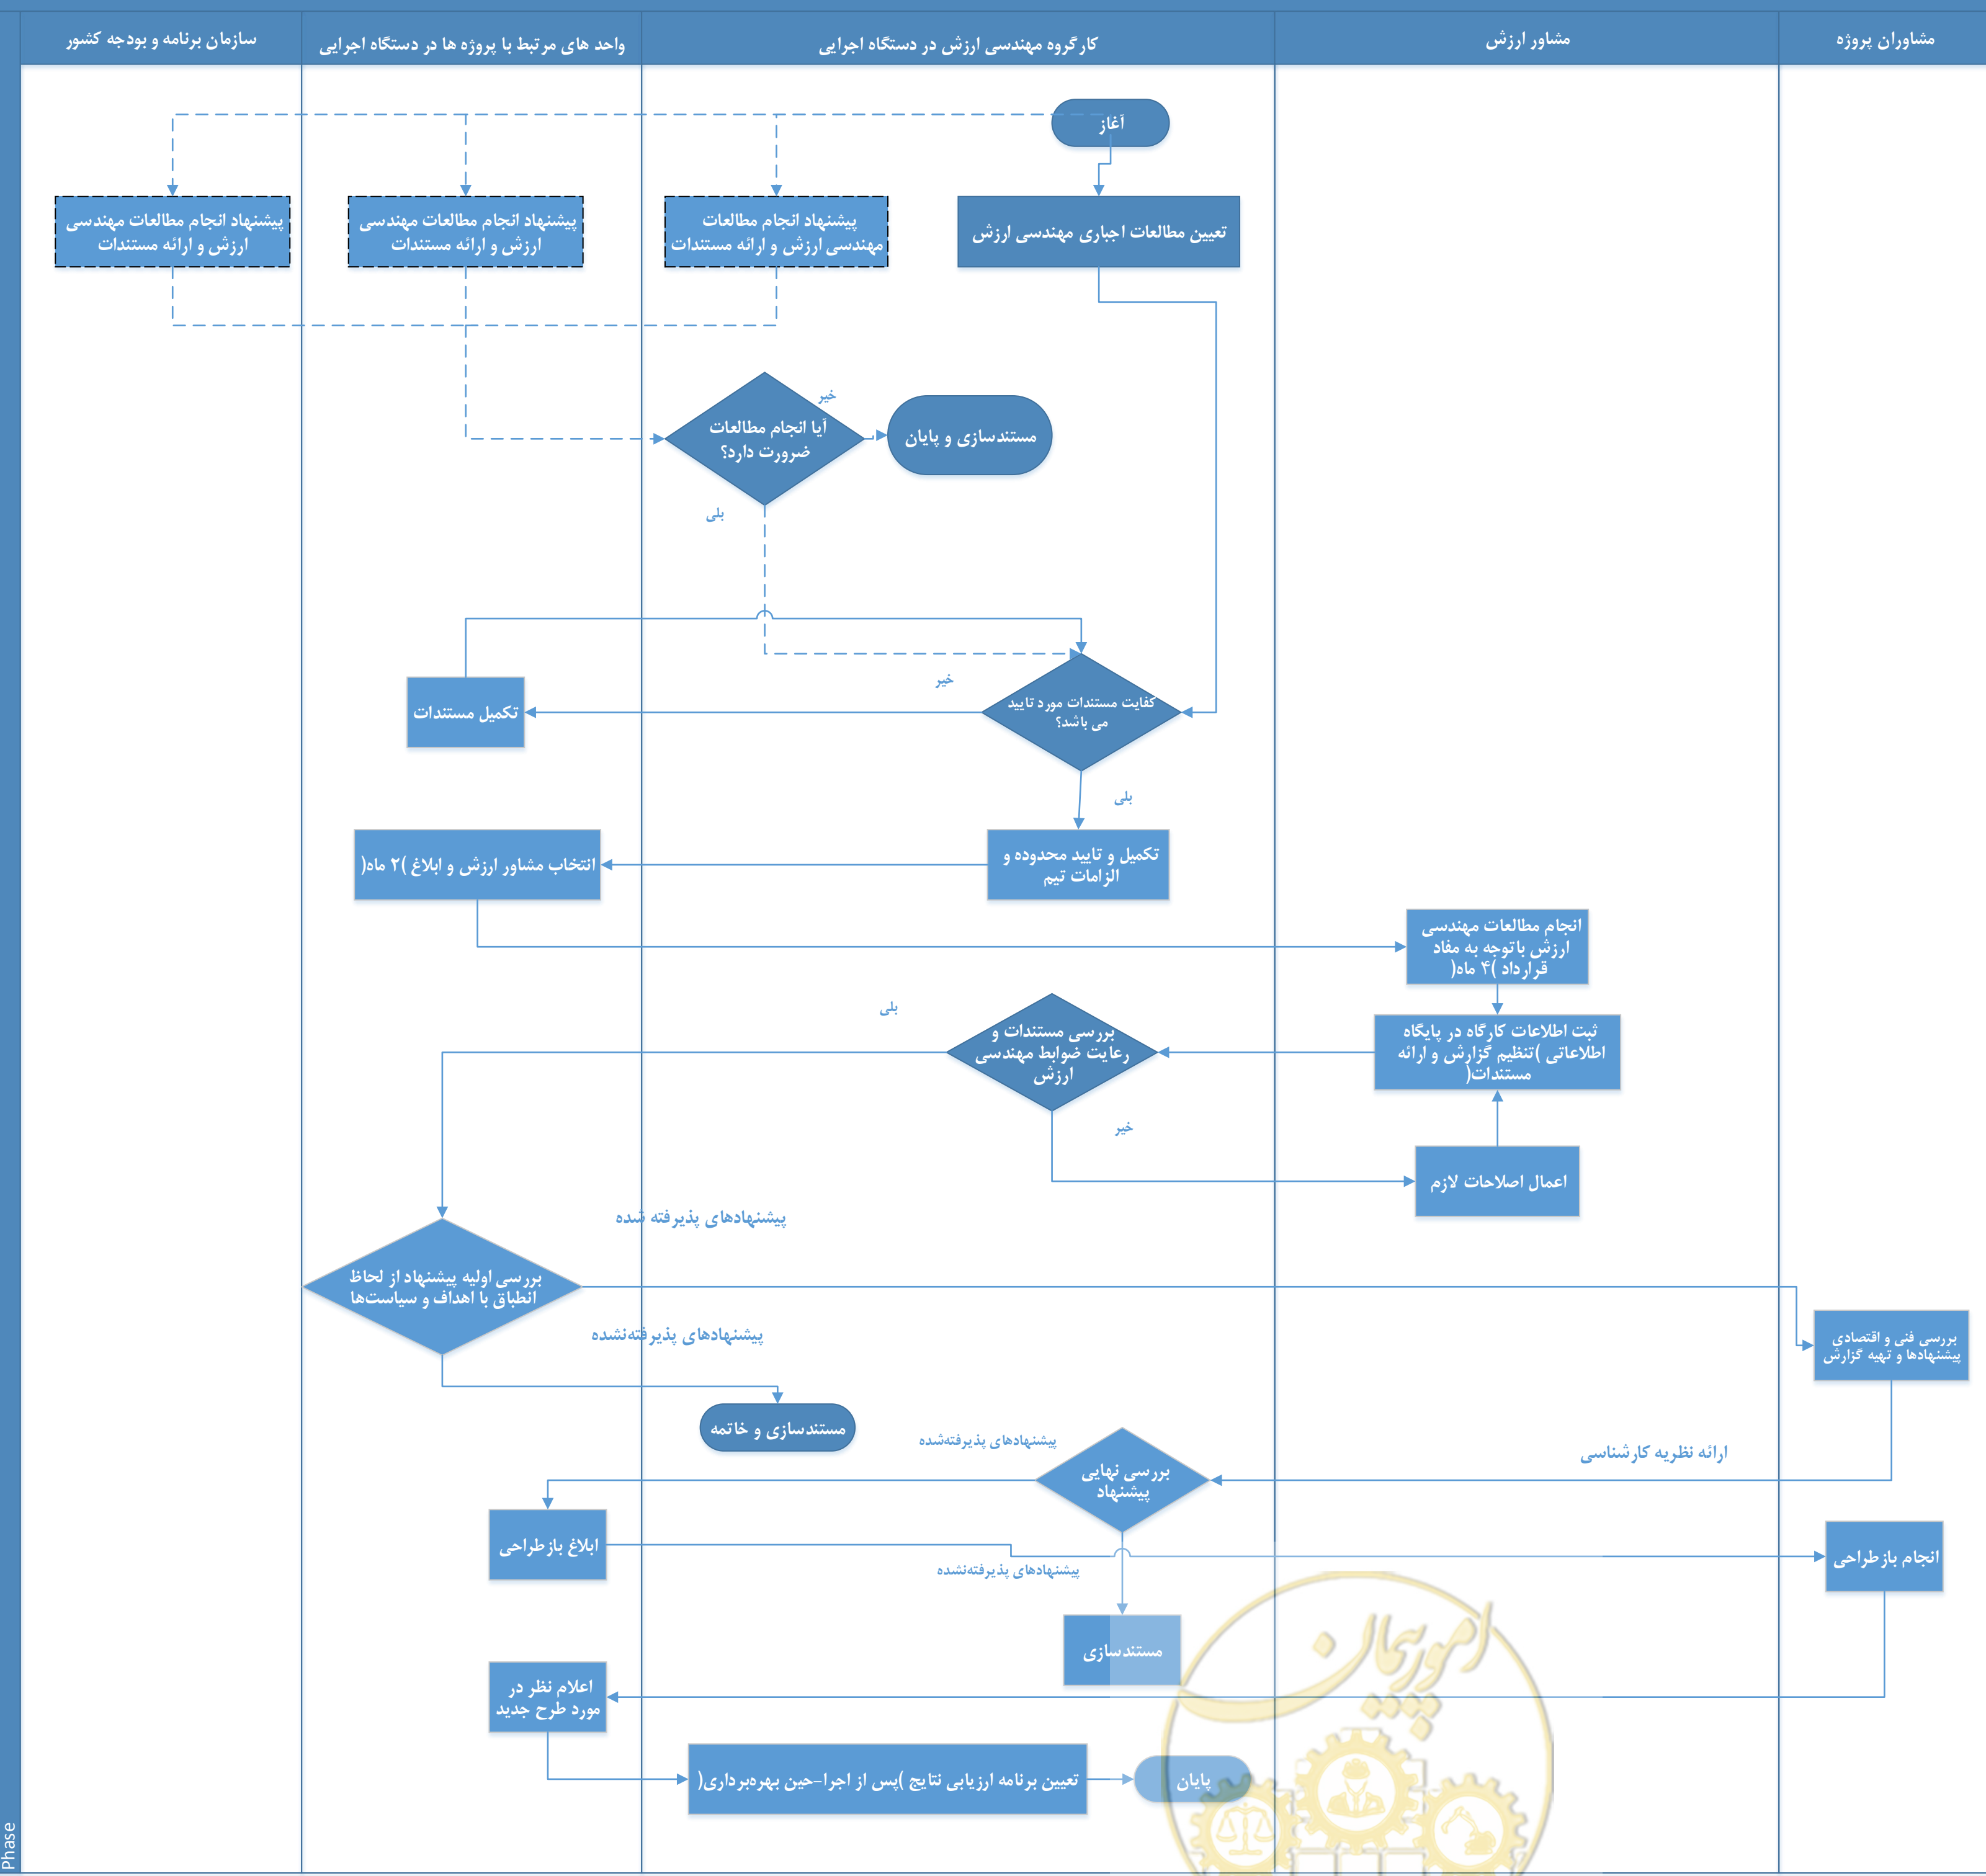 مشاوران پروژه
مشاور ارزش
کارگروه مهندسی ارزش در دستگاه اجرایی
واحد های مرتبط با پروژه ها در دستگاه اجرایی
سازمان برنامه و بودجه کشور
آغاز
تعیین مطالعات اجباری مهندسی ارزش
پیشنهاد انجام مطالعات
مهندسی ارزش و ارائه مستندات
پیشنهاد انجام مطالعات مهندسی
ارزش و ارائه مستندات
پیشنهاد انجام مطالعات مهندسی
ارزش و ارائه مستندات
آیا انجام مطالعات
ضرورت دارد؟
خیر
مستندسازی و پایان
بلی
کفایت مستندات مورد تایید
می باشد؟
خیر
تکمیل مستندات
بلی
تکمیل و تایید محدوده و
الزامات تیم
انتخاب مشاور ارزش و ابلاغ )۲ ماه(
انجام مطالعات مهندسی
ارزش باتوجه به مفاد
قرارداد )۴ ماه(
ثبت اطلاعات کارگاه در پایگاه
اطلاعاتی )تنظیم گزارش و ارائه
مستندات(
بررسی مستندات و
رعایت ضوابط مهندسی
ارزش
بلی
خیر
اعمال اصلاحات لازم
پیشنهادهای پذیرفته شده
بررسی اولیه پیشنهاد از لحاظ
انطباق با اهداف و سیاست‌ها
پیشنهادهای پذیرفته‌نشده
بررسی فنی و اقتصادی
پیشنهادها و تهیه گزارش
مستندسازی و خاتمه
ارائه نظریه کارشناسی
بررسی نهایی
پیشنهاد
پیشنهادهای پذیرفته‌شده
ابلاغ بازطراحی
انجام بازطراحی
پیشنهادهای پذیرفته‌نشده
مستندسازی
امور پیمان
اعلام نظر در
مورد طرح جدید
تعیین برنامه ارزیابی نتایج )پس از اجرا-حین بهره‌برداری(
پایان
Phase